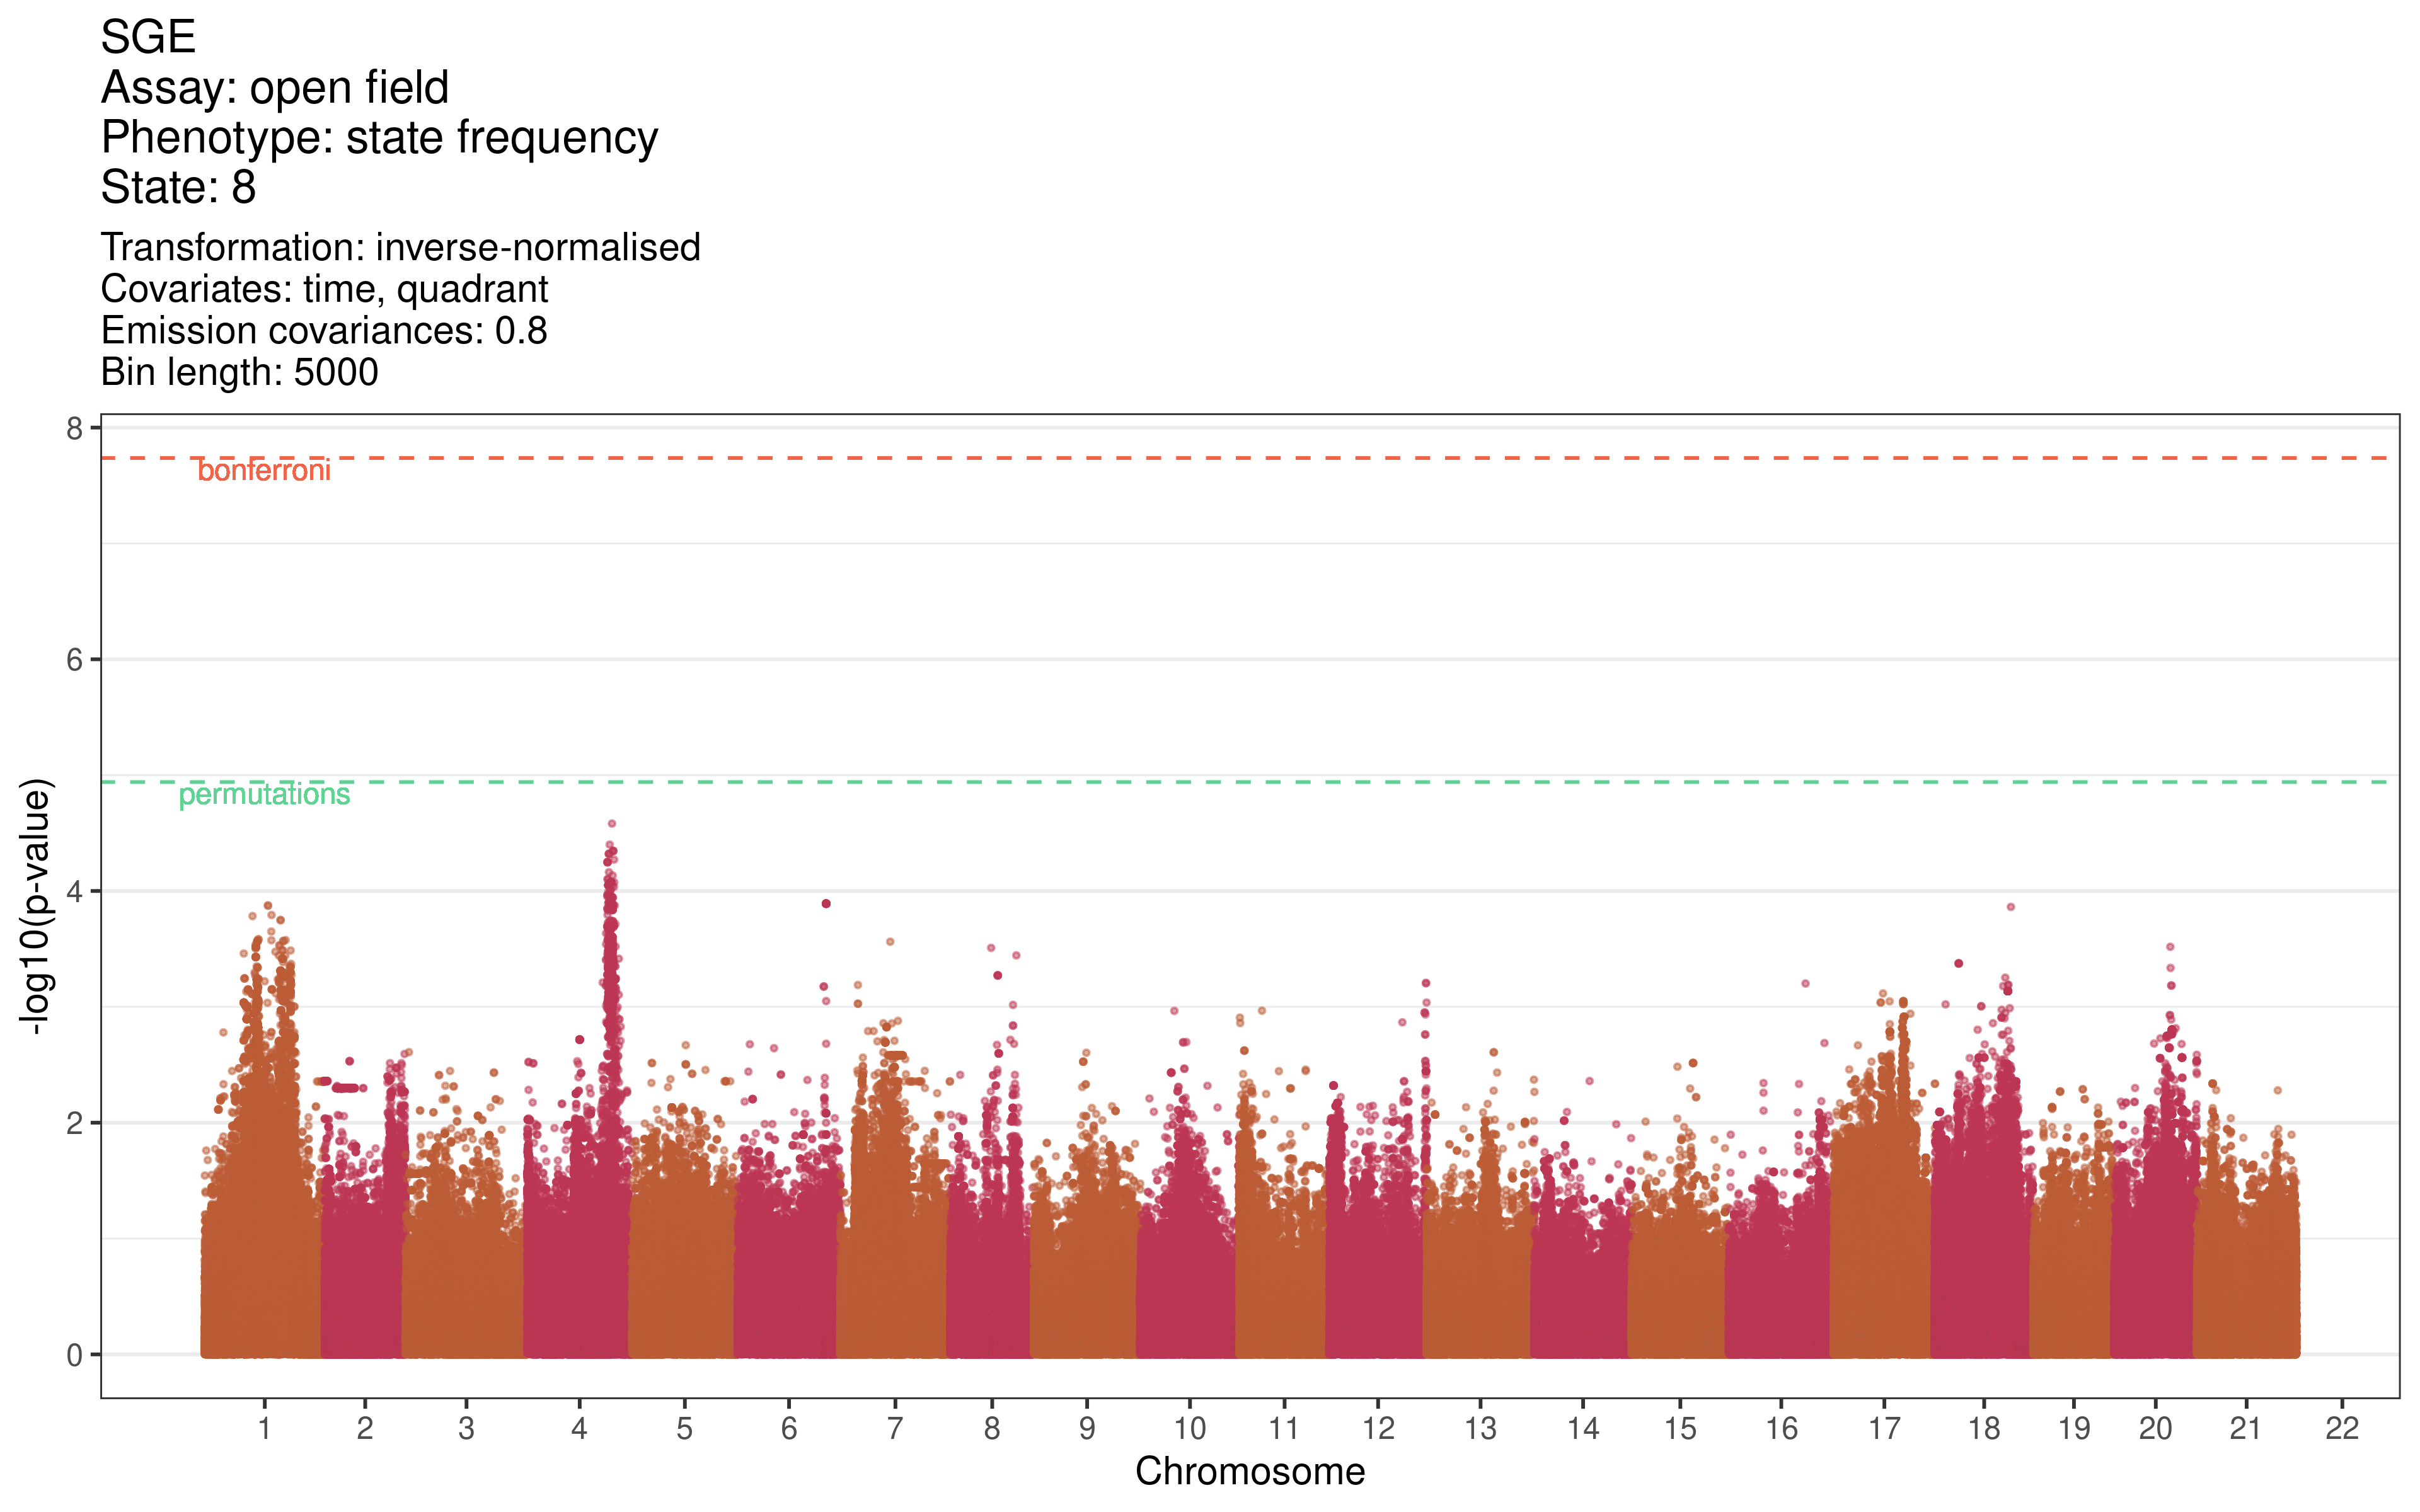 SGE
Assay: open field
Phenotype: state frequency
State: 8
Transformation: inverse-normalised
Covariates: time, quadrant
Emission covariances: 0.8
Bin length: 5000
8
bonferroni
6
permutations
4
2
0
-log10(p-value)
1 2 3 4 5 6 7 8 9 10 11 12 13 14 15 16 17 18 19 20 21 22
Chromosome